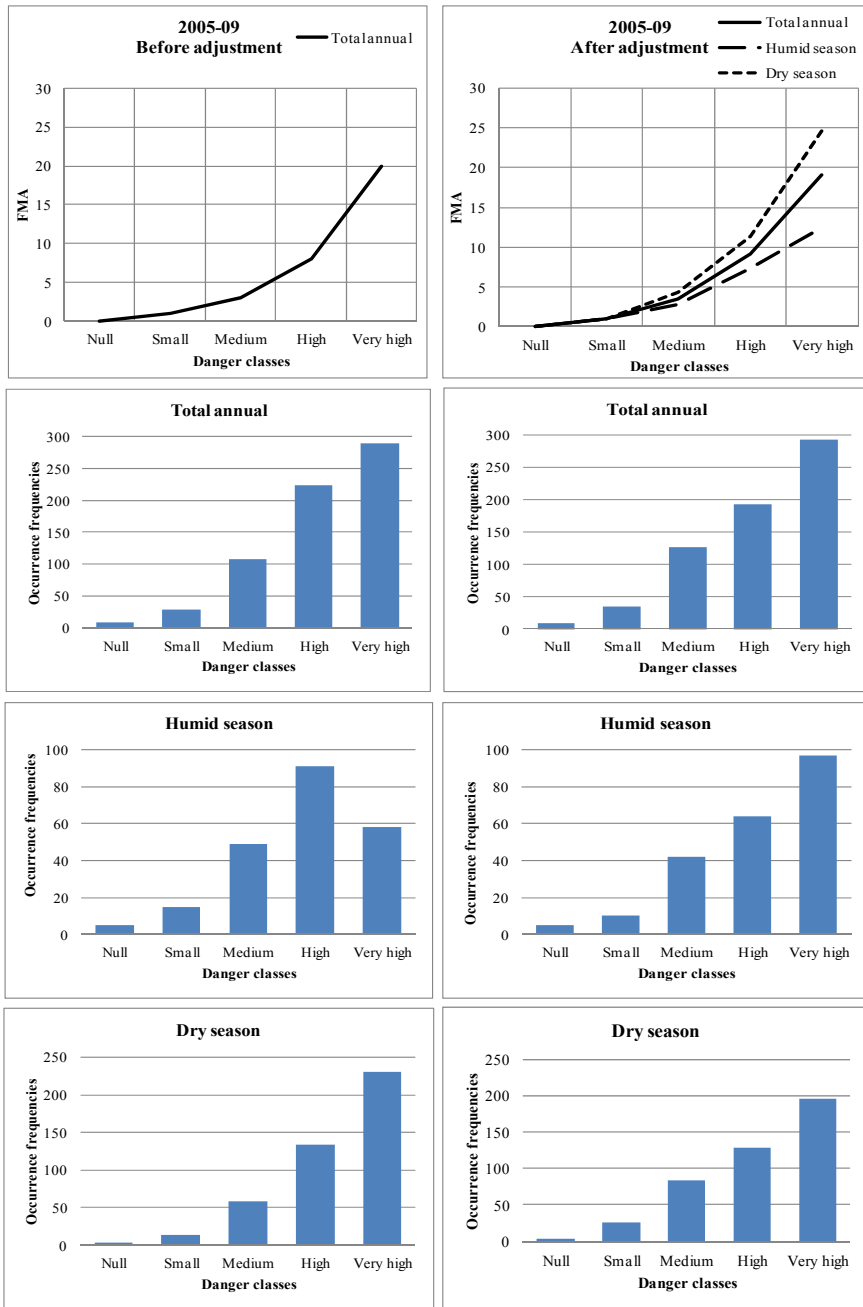 2005-09
Before adjustment
Total annual
30
25
20
15
10
5
0
FMA
Null Small Medium High Very high
Danger classes
2005-09
After adjustment
Total annual
Humid season
Dry season
30
25
20
15
10
5
0
FMA
Null Small Medium High Very high
Danger classes
Total annual
300
250
200
150
100
50
0
Occurrence frequencies
Null Small Medium High Very high
Danger classes
Total annual
300
250
200
150
100
50
0
Occurrence frequencies
Null Small Medium High Very high
Danger classes
Humid season
100
80
60
40
20
0
Occurrence frequencies
Null Small Medium High Very high
Danger classes
Humid season
100
80
60
40
20
0
Occurrence frequencies
Null Small Medium High Very high
Danger classes
Dry season
250
200
150
100
50
0
Occurrence frequencies
Null Small Medium High Very high
Danger classes
Dry season
250
200
150
100
50
0
Occurrence frequencies
Null Small Medium High Very high
Danger classes